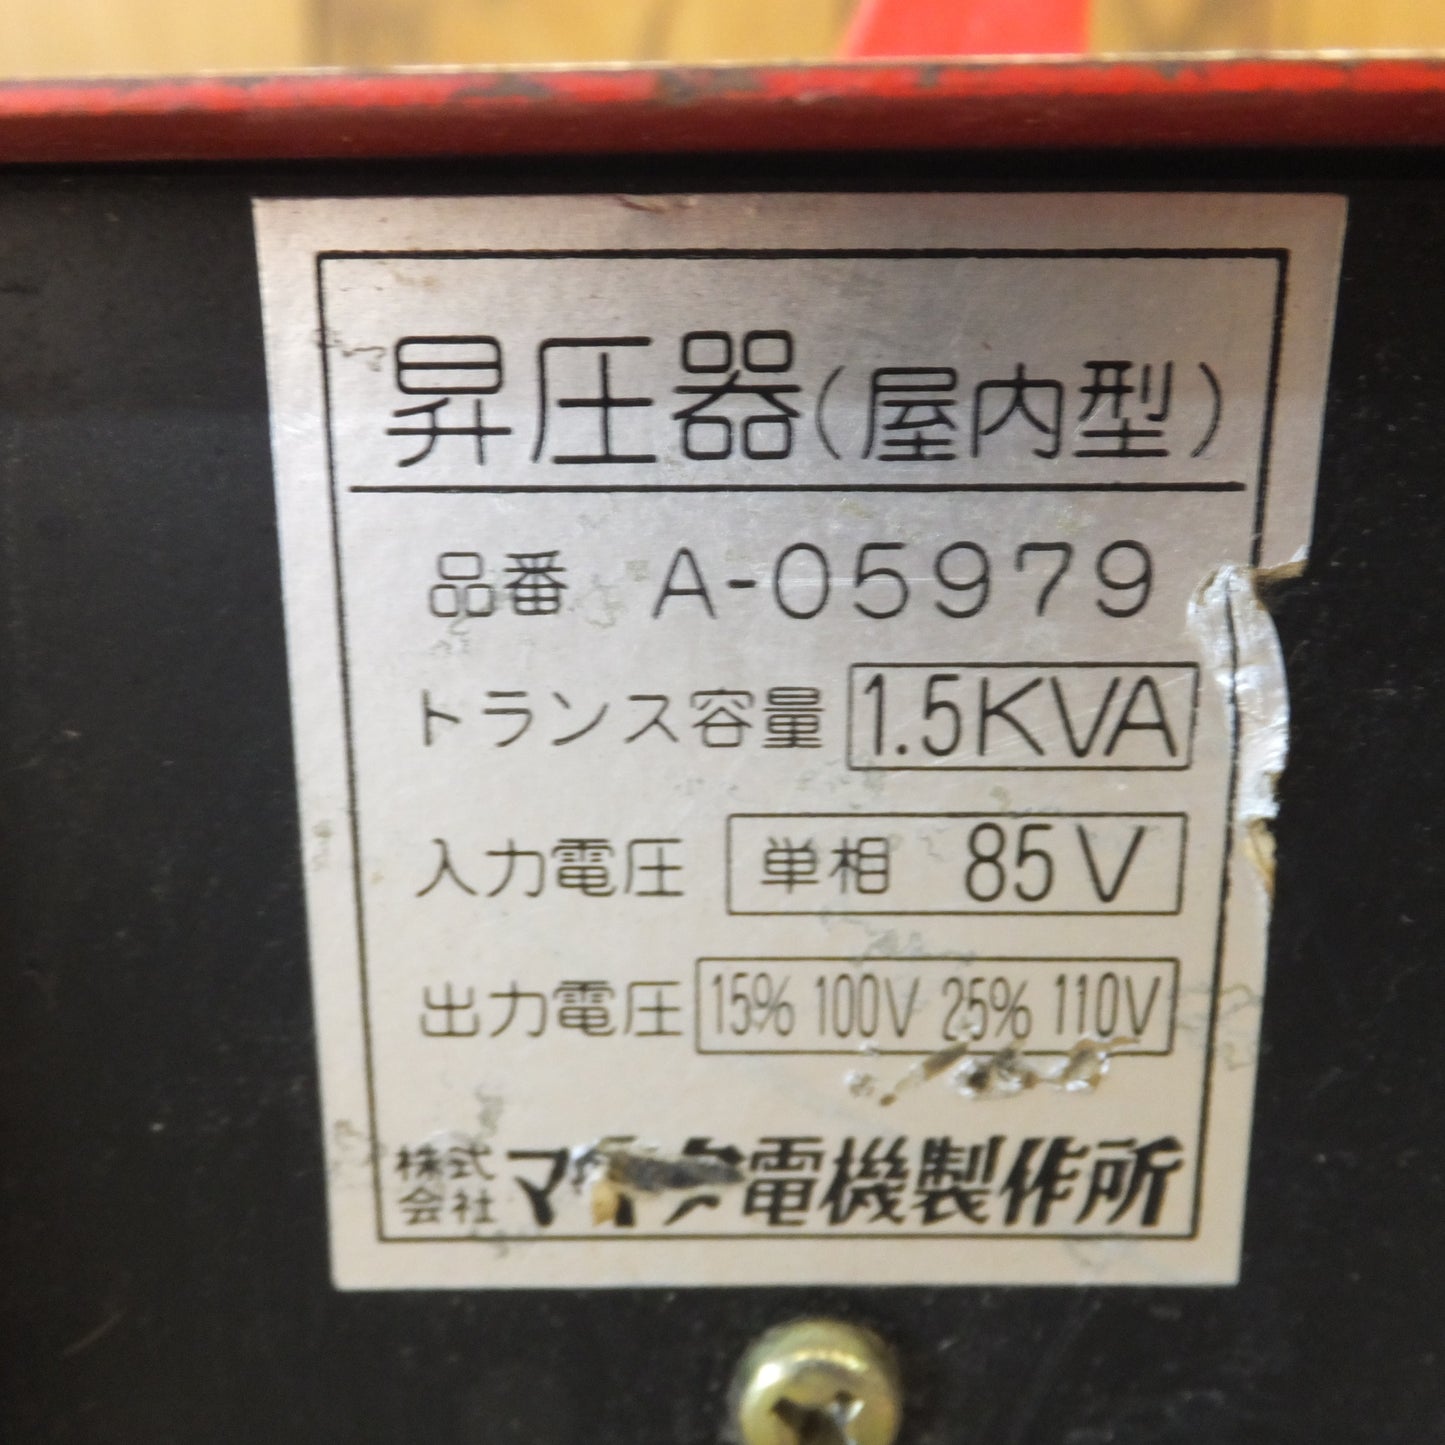 昇圧器(屋内型)
品番 A-05979
トランス容量 1.5KVA
入力電圧 単相 85V
出力電圧 15% 100V 25% 110V
株式会社 電機製作所